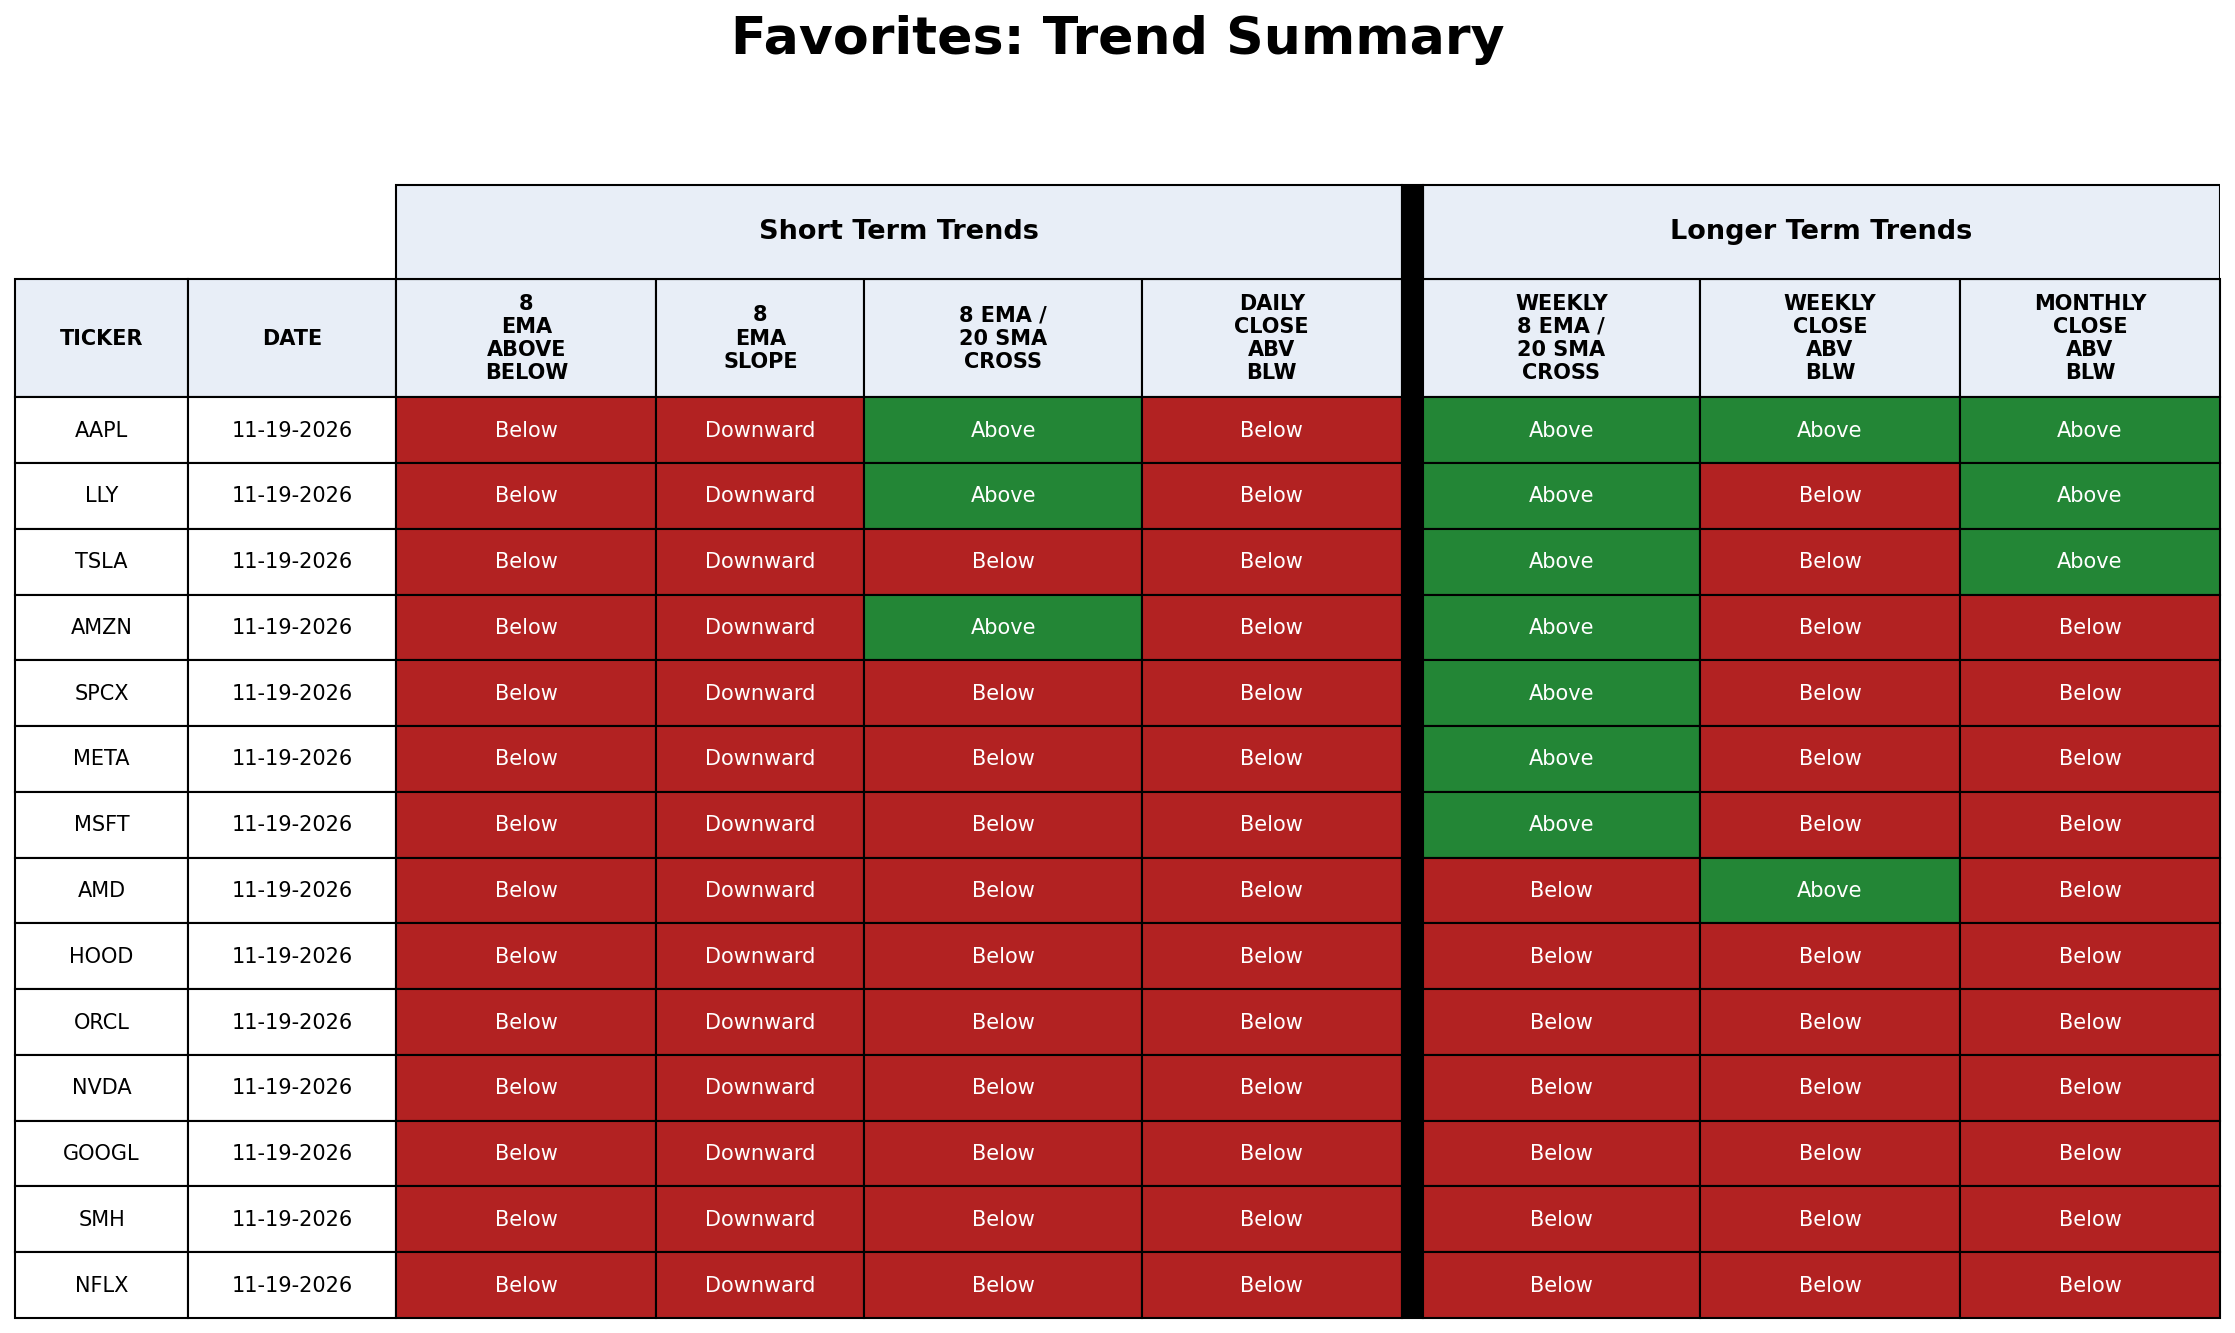 Favorites: Trend Summary
Short Term Trends Longer Term Trends
TICKER DATE 8 EMA ABOVE BELOW 8 EMA SLOPE 8 EMA / 20 SMA CROSS DAILY CLOSE ABV BLW WEEKLY 8 EMA / 20 SMA CROSS WEEKLY CLOSE ABV BLW MONTHLY CLOSE ABV BLW
AAPL 11-19-2026 Below Downward Above Below Above Above Above
LLY 11-19-2026 Below Downward Above Below Above Below Above
TSLA 11-19-2026 Below Downward Below Below Above Below Above
AMZN 11-19-2026 Below Downward Above Below Above Below Below
SPCX 11-19-2026 Below Downward Below Below Above Below Below
META 11-19-2026 Below Downward Below Below Above Below Below
MSFT 11-19-2026 Below Downward Below Below Above Below Below
AMD 11-19-2026 Below Downward Below Below Below Above Below
HOOD 11-19-2026 Below Downward Below Below Below Below Below
ORCL 11-19-2026 Below Downward Below Below Below Below Below
NVDA 11-19-2026 Below Downward Below Below Below Below Below
GOOGL 11-19-2026 Below Downward Below Below Below Below Below
SMH 11-19-2026 Below Downward Below Below Below Below Below
NFLX 11-19-2026 Below Downward Below Below Below Below Below